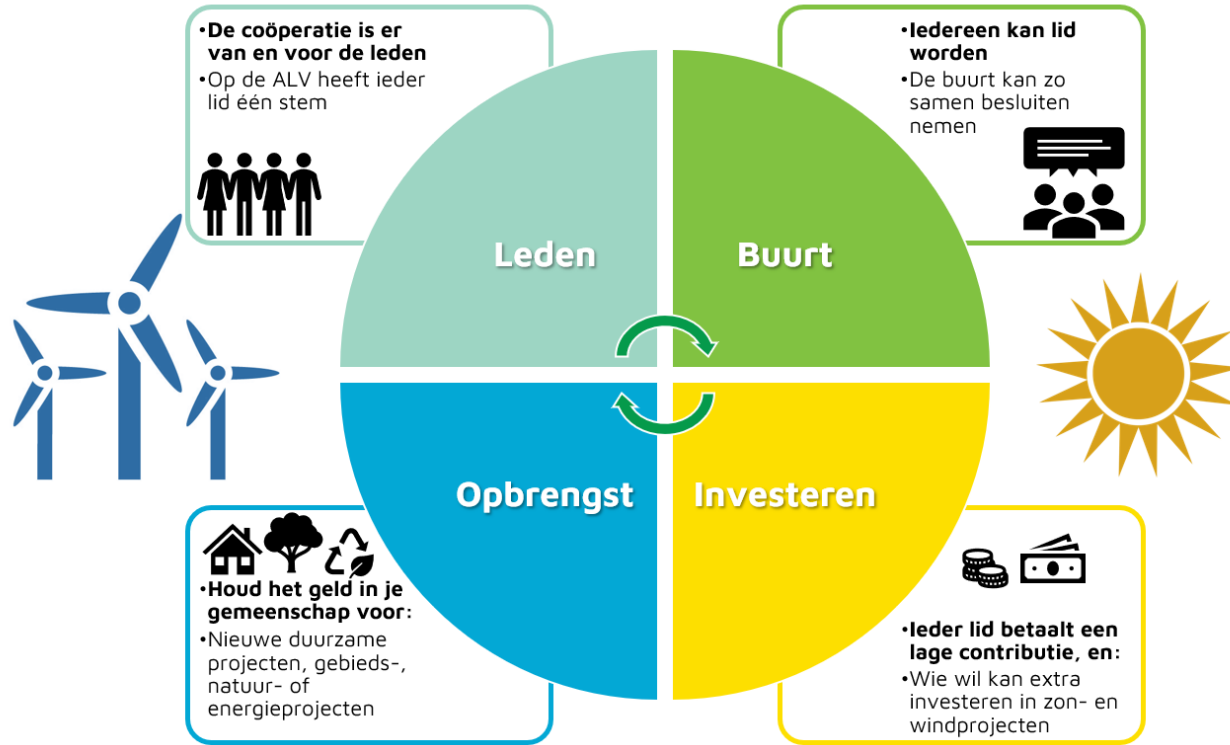 •De coöperatie is er
van en voor de leden
•Op de ALV heeft ieder
lid één stem
•Iedereen kan lid
worden
•De buurt kan zo
samen besluiten
nemen
Leden
Buurt
Opbrengst
Investeren
•Houd het geld in je
gemeenschap voor:
•Nieuwe duurzame
projecten, gebieds-,
natuur- of
energieprojecten
•Ieder lid betaalt een
lage contributie, en:
•Wie wil kan extra
investeren in zon- en
windprojecten